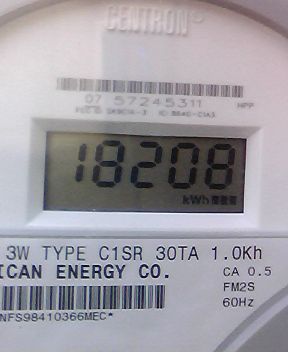 CENTRON
07 57245311 HPP
18208
kWh
3W TYPE C1SR 30TA 1.0Kh
ICAN ENERGY CO. CA 0.5
FM2S
60Hz
NFS98410366MEC*